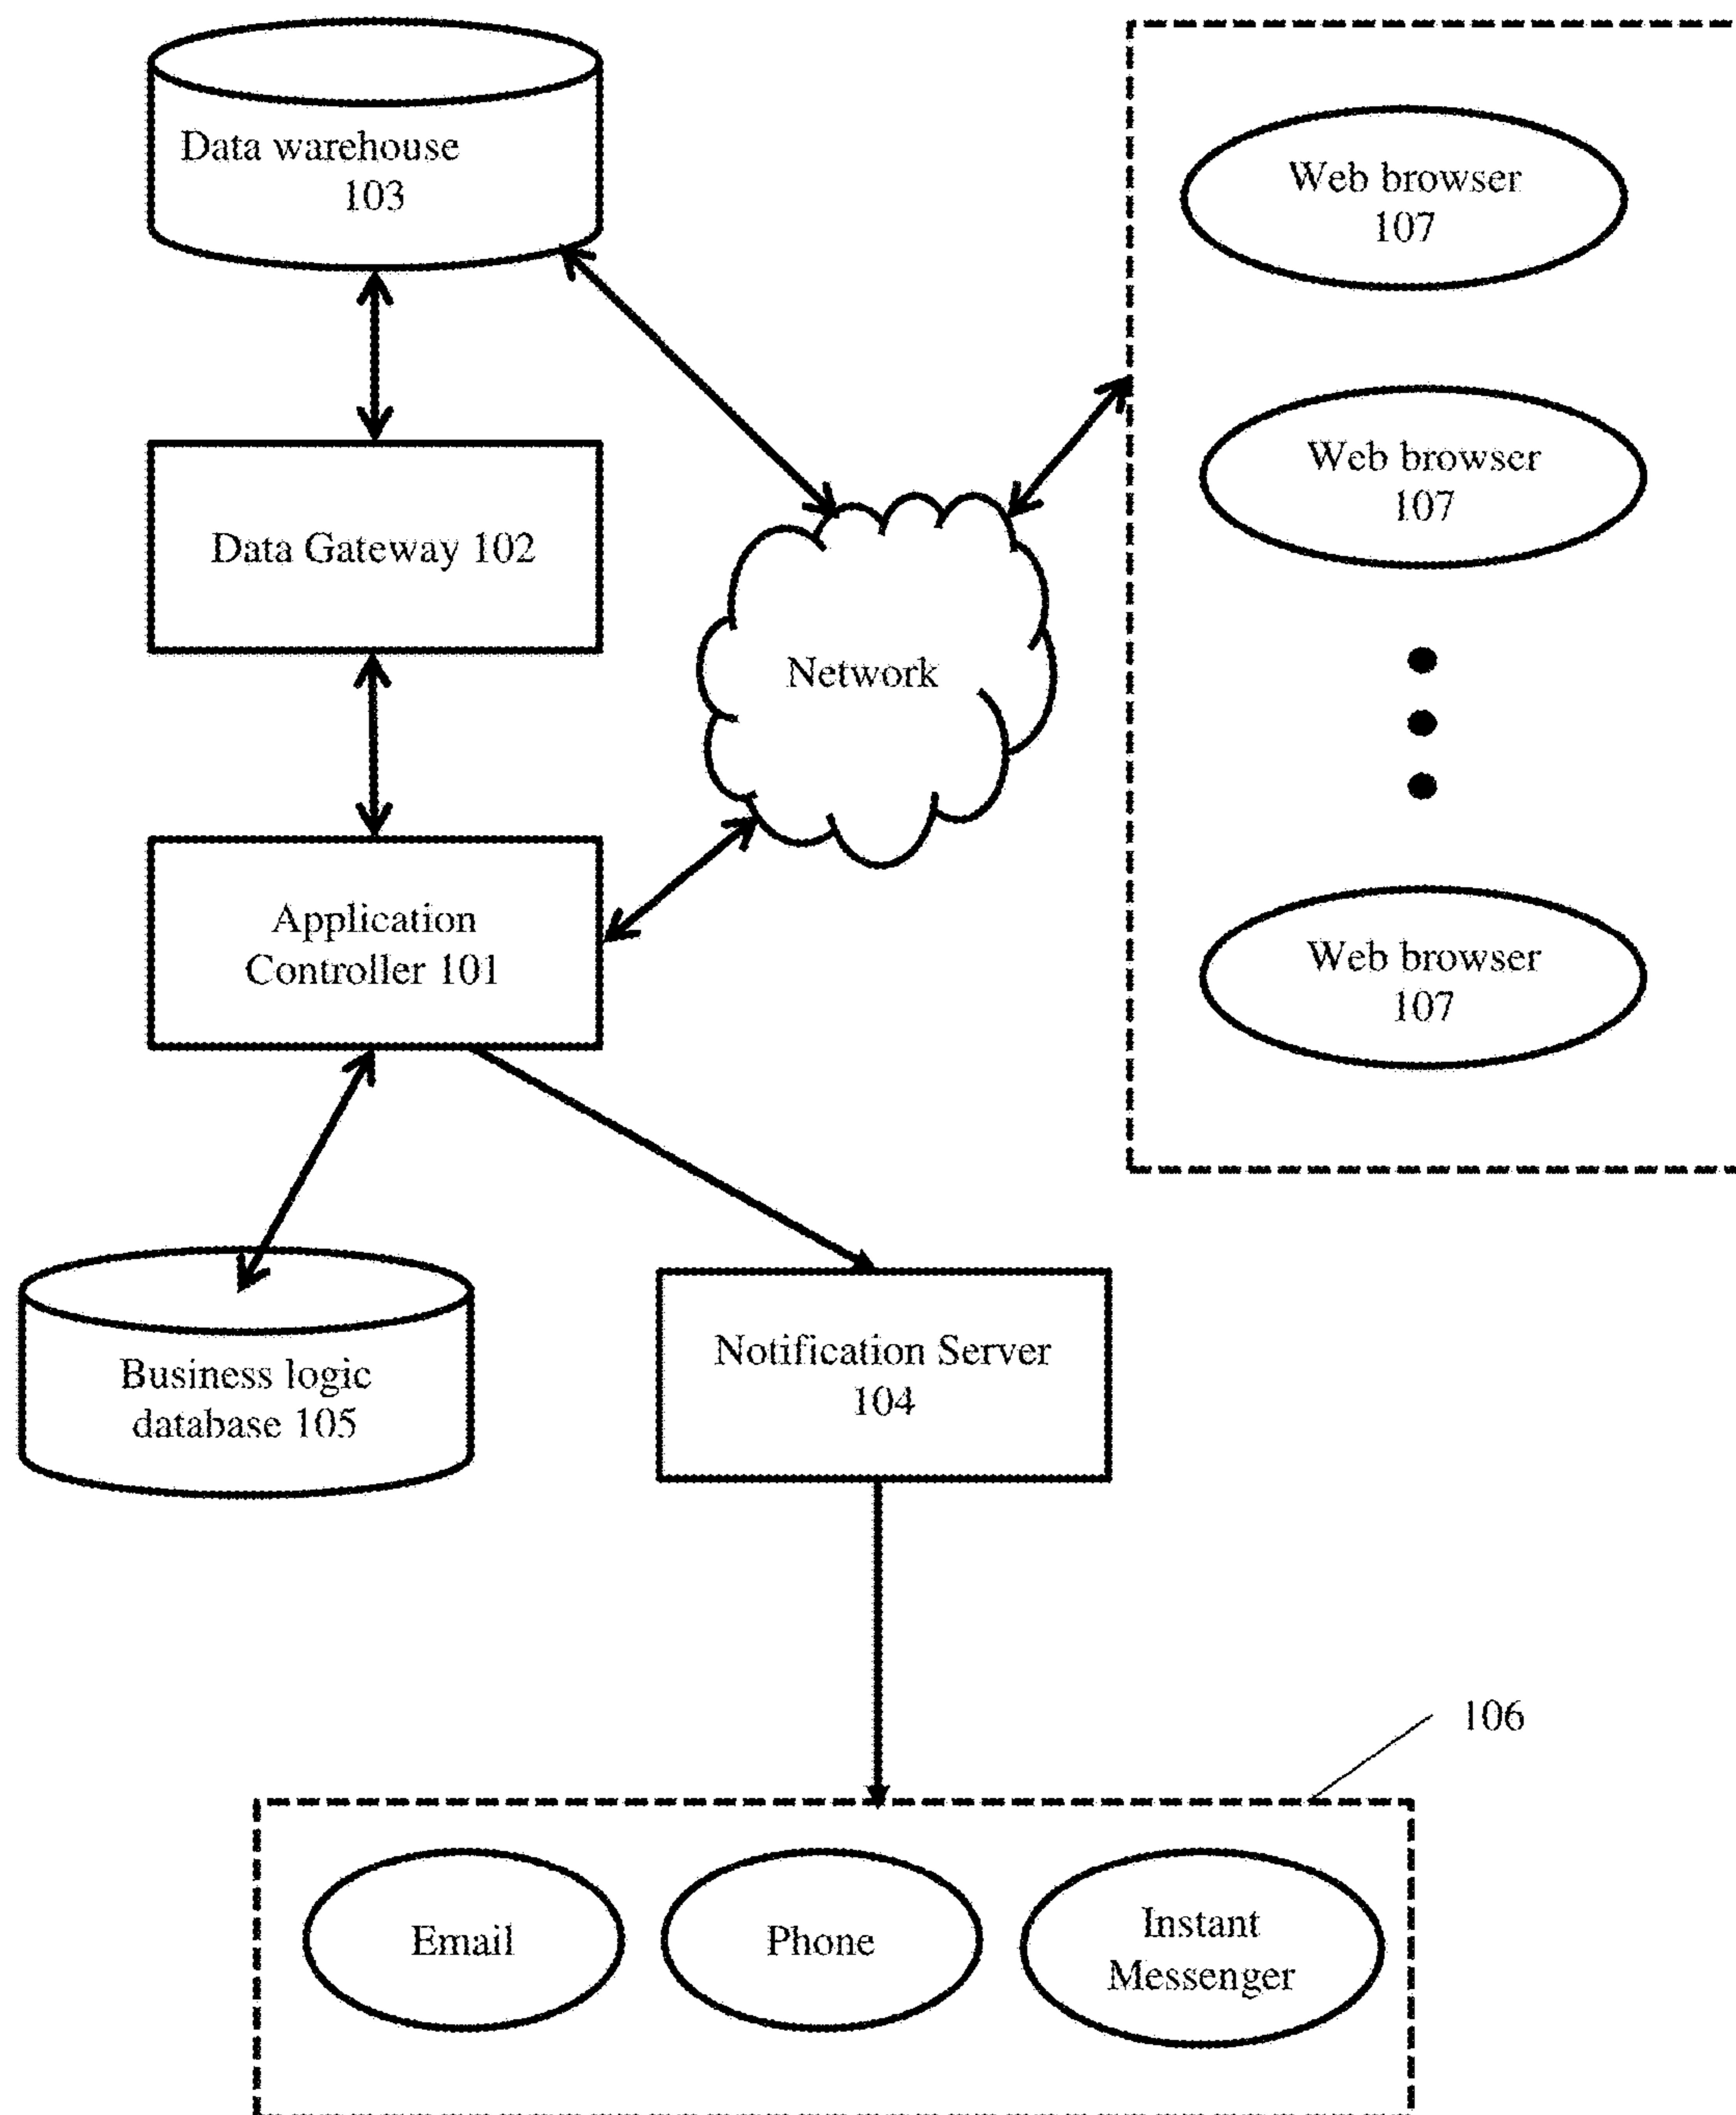 Data warehouse
103
Web browser
107
Web browser
107
Data Gateway 102
Network
Application
Controller 101
Web browser
107
Business logic
database 105
Notification Server
104
106
Email
Phone
Instant
Messenger